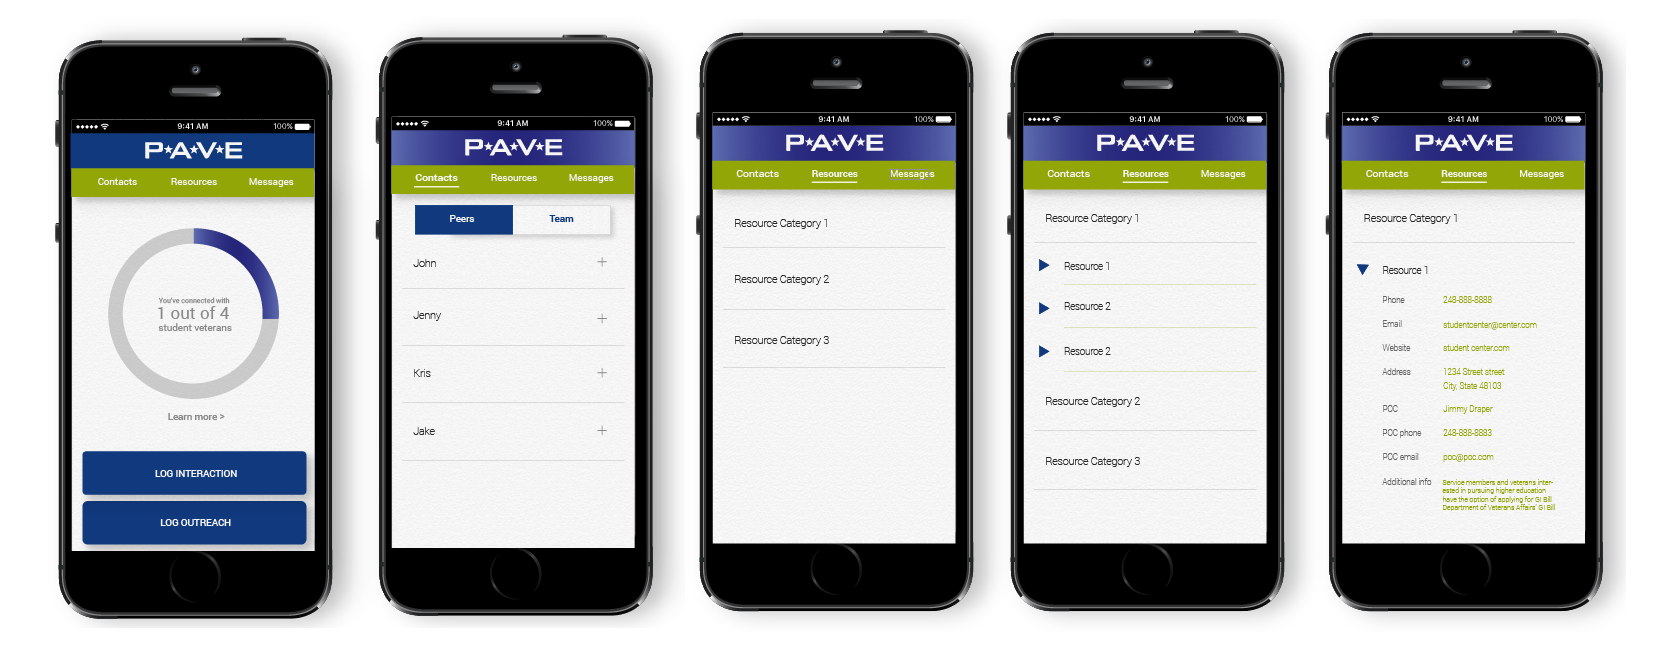 9:41 AM 100%
P★A★V★E
Contacts Resources Messages
You've connected with
1 out of 4
student veterans
Learn more >
LOG INTERACTION
LOG OUTREACH
9:41 AM 100%
P★A★V★E
Contacts Resources Messages
Peers Team
John +
Jenny +
Kris +
Jake +
9:41 AM 100%
P★A★V★E
Contacts Resources Messages
Resource Category 1
Resource Category 2
Resource Category 3
9:41 AM 100%
P★A★V★E
Contacts Resources Messages
Resource Category 1
Resource 1
Resource 2
Resource 2
Resource Category 2
Resource Category 3
9:41 AM 100%
P★A★V★E
Contacts Resources Messages
Resource Category 1
Resource 1
Phone 248-888-8888
Email studentcenter@center.com
Website student center.com
Address 1234 Street street
City, State 48103
POC Jimmy Draper
POC phone 248-888-8883
POC email poc@poc.com
Additional info Service members and veterans inter-
ested in pursuing higher education
have the option of applying for GI Bill
Department of Veterans Affairs' GI Bill